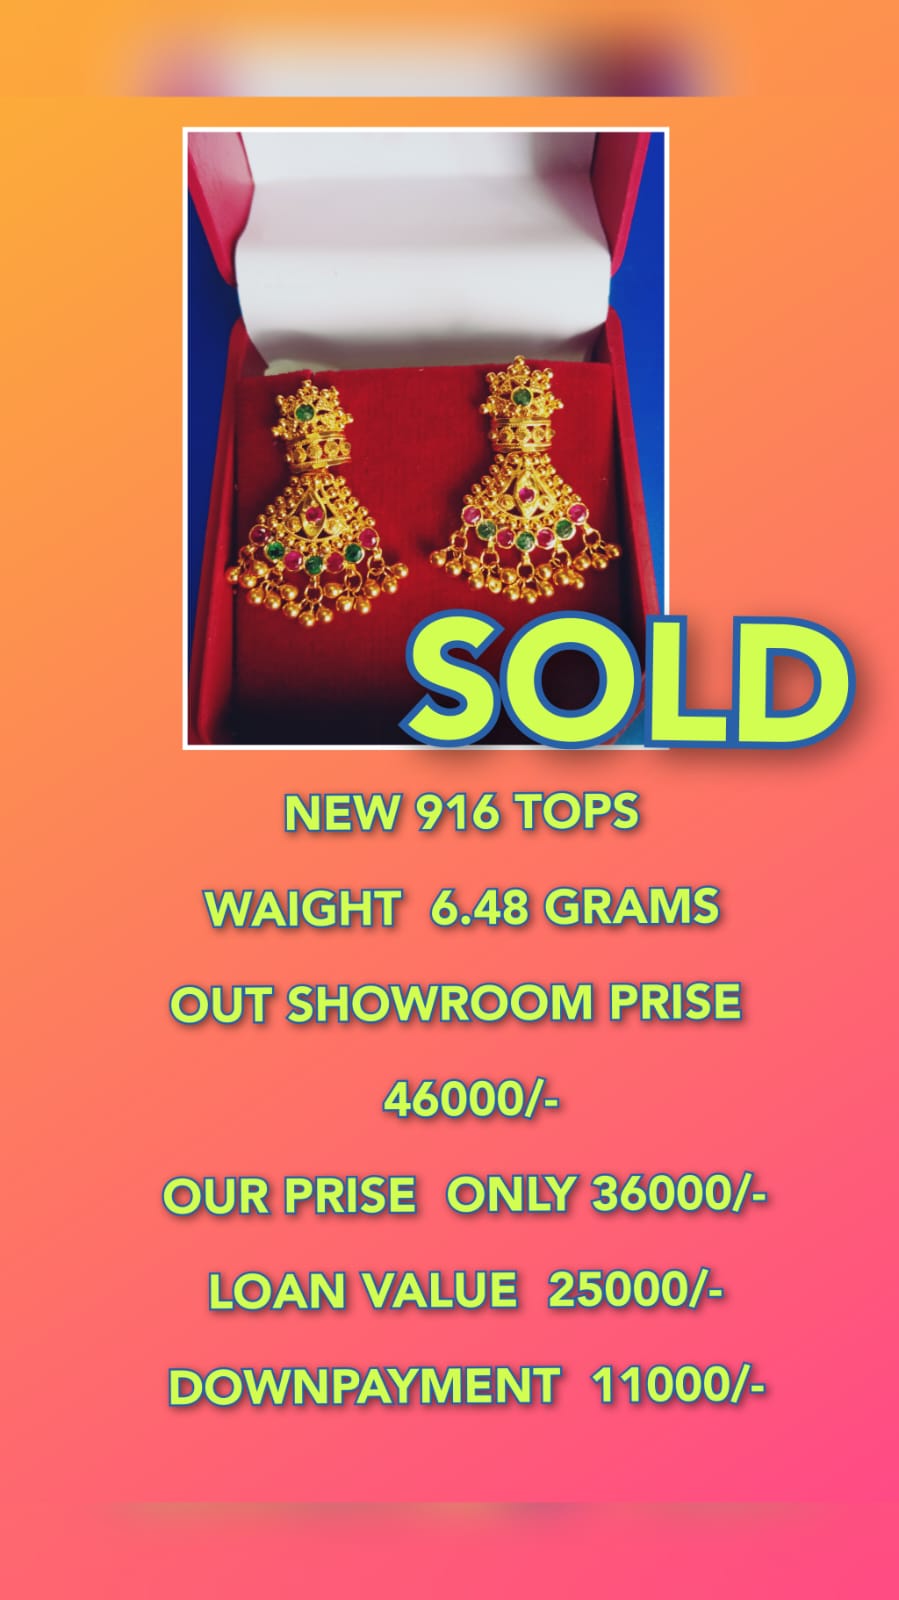 SOLD
NEW 916 TOPS
WAIGHT 6.48 GRAMS
OUT SHOWROOM PRISE
46000/-
OUR PRISE ONLY 36000/-
LOAN VALUE 25000/-
DOWNPAYMENT 11000/-